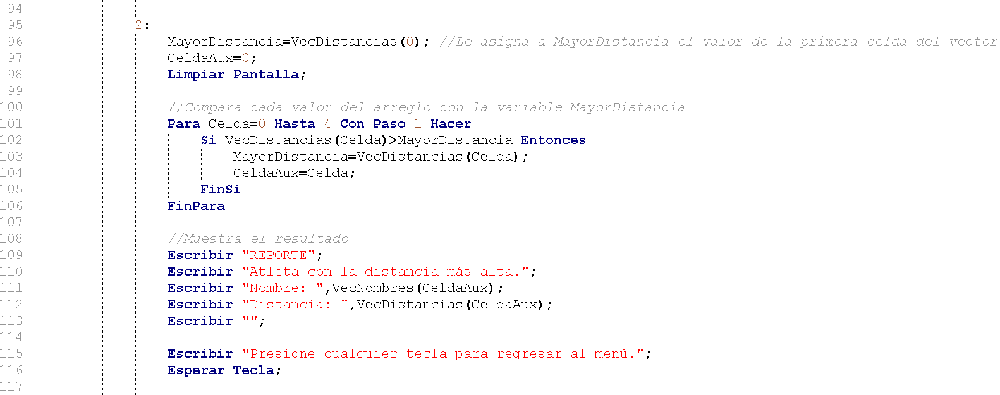 94
95 2:
96 MayorDistancia=VecDistancias(0); //Le asigna a MayorDistancia el valor de la primera celda del vector
97 CeldaAux=0;
98 Limpiar Pantalla;
99
100 //Compara cada valor del arreglo con la variable MayorDistancia
101 Para Celda=0 Hasta 4 Con Paso 1 Hacer
102 Si VecDistancias(Celda)>MayorDistancia Entonces
103 MayorDistancia=VecDistancias(Celda);
104 CeldaAux=Celda;
105 FinSi
106 FinPara
107
108 //Muestra el resultado
109 Escribir "REPORTE";
110 Escribir "Atleta con la distancia más alta.";
111 Escribir "Nombre: ",VecNombres(CeldaAux);
112 Escribir "Distancia: ",VecDistancias(CeldaAux);
113 Escribir "";
114
115 Escribir "Presione cualquier tecla para regresar al menú.";
116 Esperar Tecla;
117